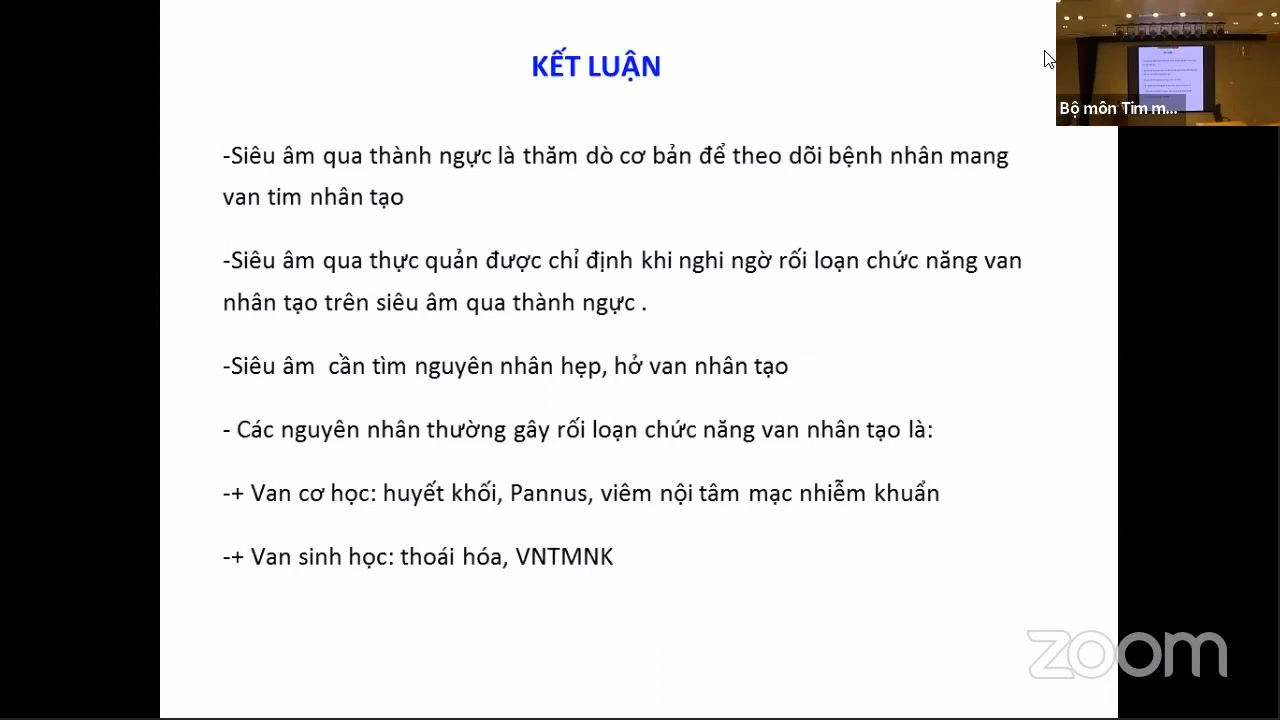 KẾT LUẬN
Bộ môn Tim m...
-Siêu âm qua thành ngực là thăm dò cơ bản để theo dõi bệnh nhân mang
van tim nhân tạo
-Siêu âm qua thực quản được chỉ định khi nghi ngờ rối loạn chức năng van
nhân tạo trên siêu âm qua thành ngực .
-Siêu âm  cần tìm nguyên nhân hẹp, hở van nhân tạo
- Các nguyên nhân thường gây rối loạn chức năng van nhân tạo là:
-+ Van cơ học: huyết khối, Pannus, viêm nội tâm mạc nhiễm khuẩn
-+ Van sinh học: thoái hóa, VNTMNK
zoom